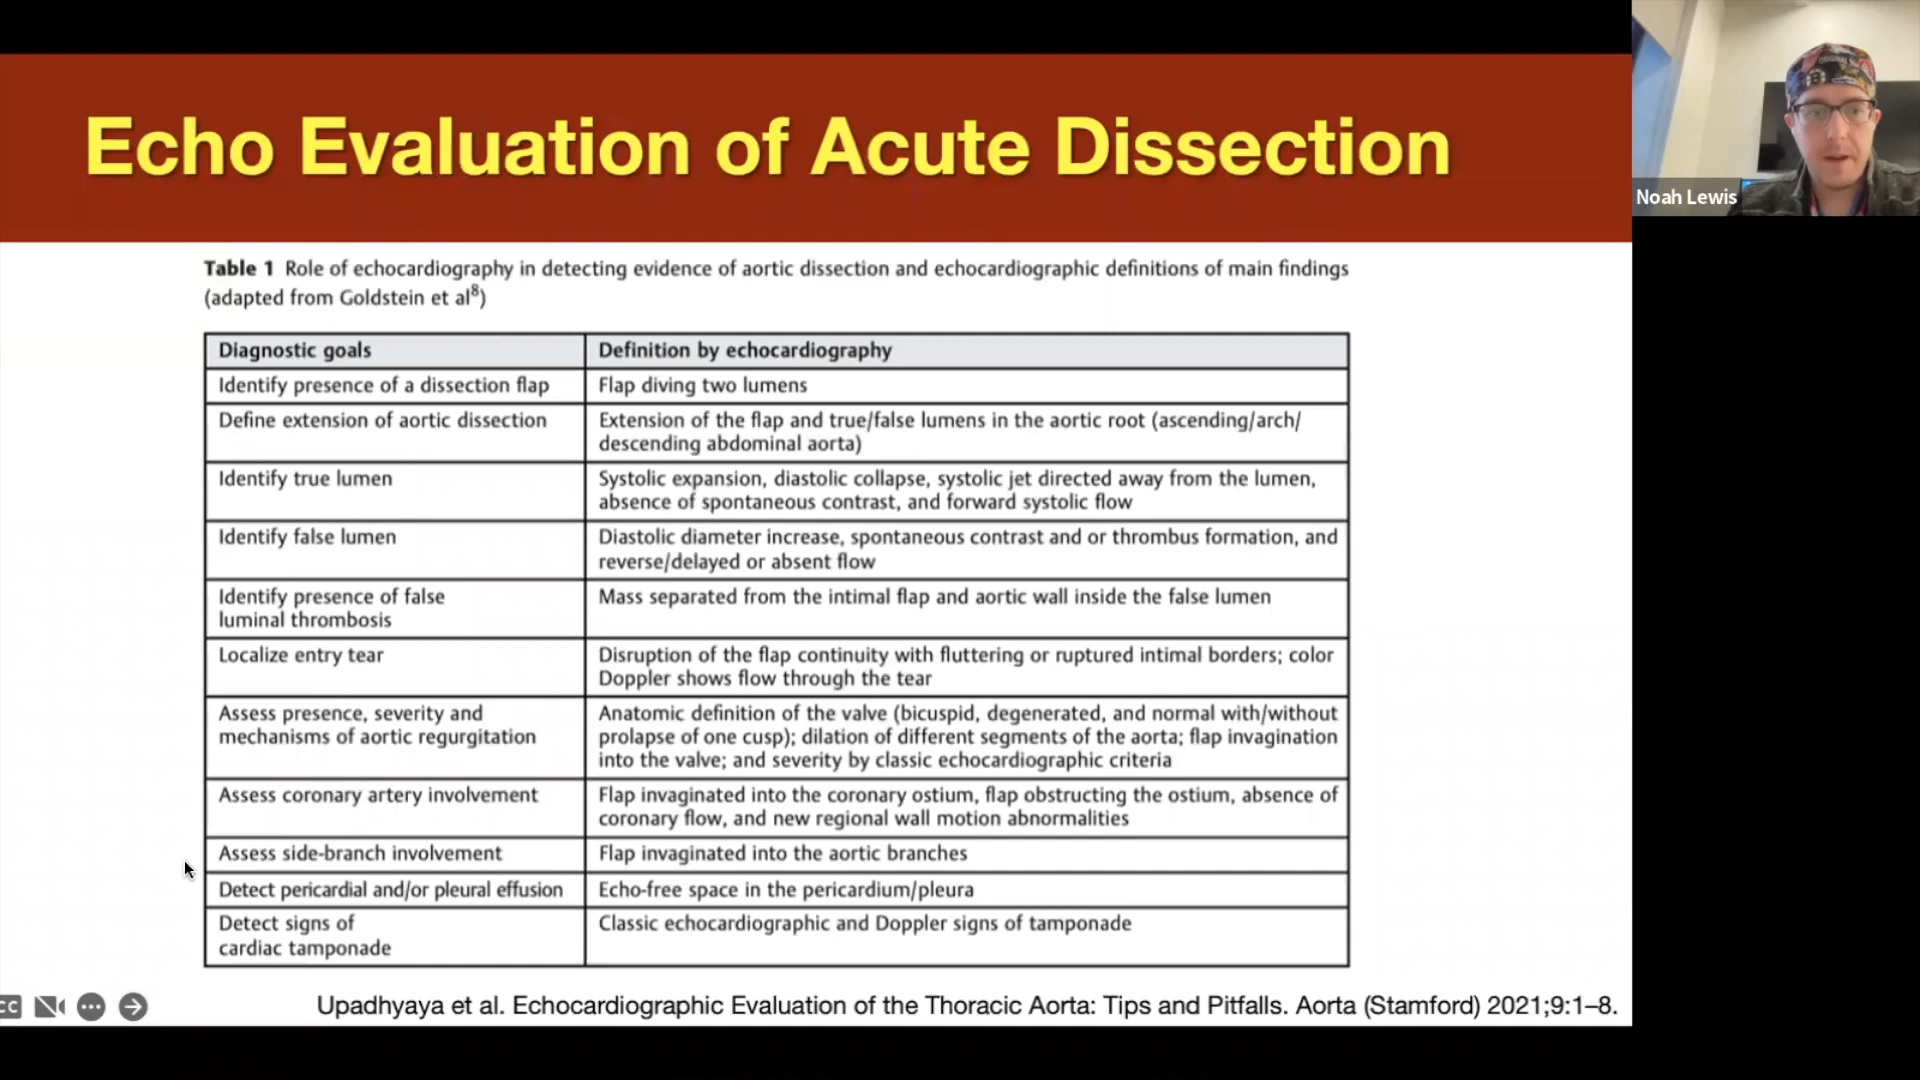 Echo Evaluation of Acute Dissection
Noah Lewis
Table 1 Role of echocardiography in detecting evidence of aortic dissection and echocardiographic definitions of main findings
(adapted from Goldstein et al8)
Diagnostic goals
Definition by echocardiography
Identify presence of a dissection flap
Flap diving two lumens
Define extension of aortic dissection
Extension of the flap and true/false lumens in the aortic root (ascending/arch/
descending abdominal aorta)
Identify true lumen
Systolic expansion, diastolic collapse, systolic jet directed away from the lumen,
absence of spontaneous contrast, and forward systolic flow
Identify false lumen
Diastolic diameter increase, spontaneous contrast and or thrombus formation, and
reverse/delayed or absent flow
Identify presence of false
luminal thrombosis
Mass separated from the intimal flap and aortic wall inside the false lumen
Localize entry tear
Disruption of the flap continuity with fluttering or ruptured intimal borders; color
Doppler shows flow through the tear
Assess presence, severity and
mechanisms of aortic regurgitation
Anatomic definition of the valve (bicuspid, degenerated, and normal with/without
prolapse of one cusp); dilation of different segments of the aorta; flap invagination
into the valve; and severity by classic echocardiographic criteria
Assess coronary artery involvement
Flap invaginated into the coronary ostium, flap obstructing the ostium, absence of
coronary flow, and new regional wall motion abnormalities
Assess side-branch involvement
Flap invaginated into the aortic branches
Detect pericardial and/or pleural effusion
Echo-free space in the pericardium/pleura
Detect signs of
cardiac tamponade
Classic echocardiographic and Doppler signs of tamponade
CC
Upadhyaya et al. Echocardiographic Evaluation of the Thoracic Aorta: Tips and Pitfalls. Aorta (Stamford) 2021;9:1–8.